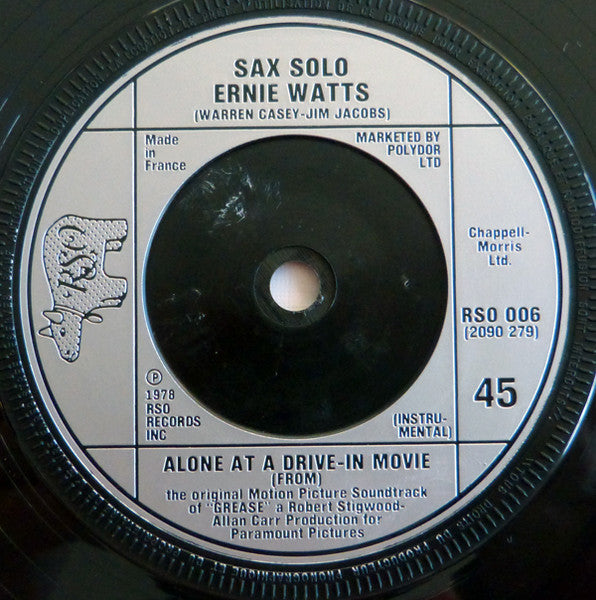 SAX SOLO
ERNIE WATTS
(WARREN CASEY-JIM JACOBS)
Made
in
France
MARKETED BY
POLYDOR
LTD
RSO
Chappell-
Morris
Ltd.
RSO 006
(2090 279)
45
℗
1978
RSO
RECORDS
INC
(INSTRU-
MENTAL)
ALONE AT A DRIVE-IN MOVIE
(FROM)
the original Motion Picture Soundtrack
of "GREASE" a Robert Stigwood-
Allan Carr Production for
Paramount Pictures